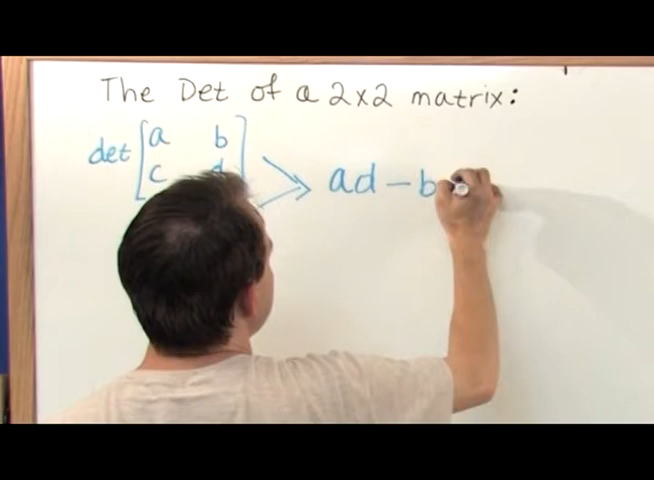 The Det of a 2x2 matrix:
det [a b
c d] => ad - b